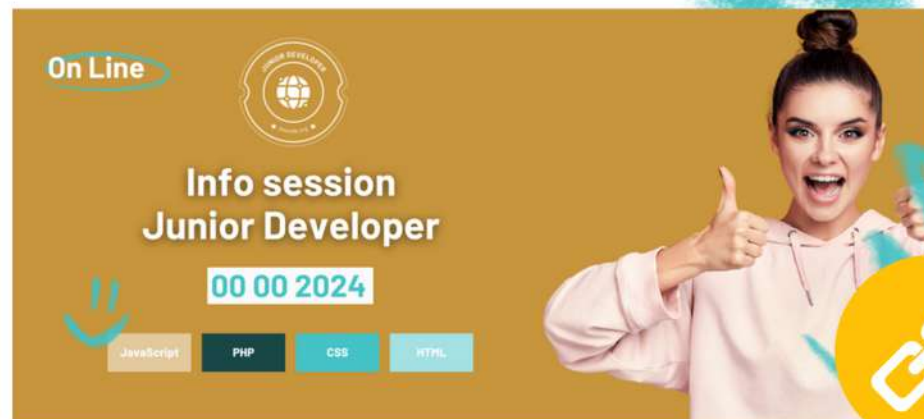 On Line
JUNIOR DEVELOPER
Info session
Junior Developer
00 00 2024
JavaScript
PHP
CSS
HTML